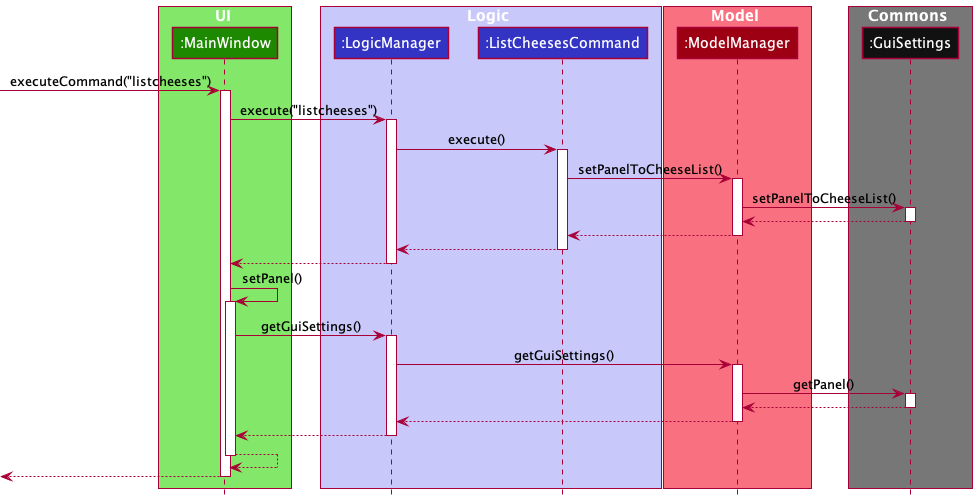 UI
Logic
Model
Commons
:MainWindow
:LogicManager
:ListCheesesCommand
:ModelManager
:GuiSettings
executeCommand("listcheeses")
execute("listcheeses")
execute()
setPanelToCheeseList()
setPanelToCheeseList()
setPanel()
getGuiSettings()
getGuiSettings()
getPanel()